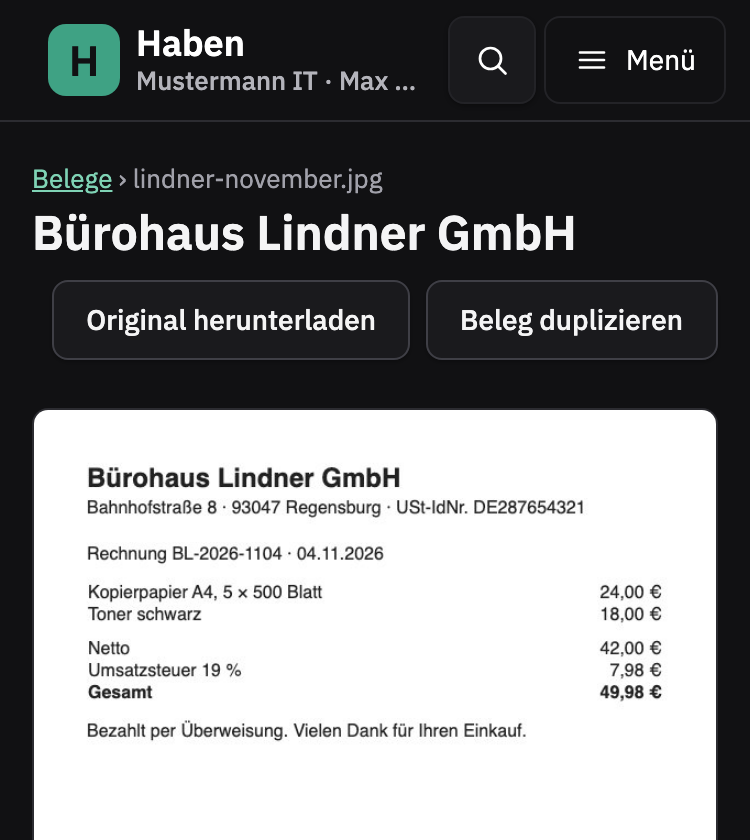 H
Haben
Mustermann IT · Max ...
Menü
Belege › lindner-november.jpg
Bürohaus Lindner GmbH
Original herunterladen
Beleg duplizieren
Bürohaus Lindner GmbH
Bahnhofstraße 8 · 93047 Regensburg · USt-IdNr. DE287654321
Rechnung BL-2026-1104 · 04.11.2026
Kopierpapier A4, 5 × 500 Blatt 24,00 €
Toner schwarz 18,00 €
Netto 42,00 €
Umsatzsteuer 19 % 7,98 €
Gesamt 49,98 €
Bezahlt per Überweisung. Vielen Dank für Ihren Einkauf.